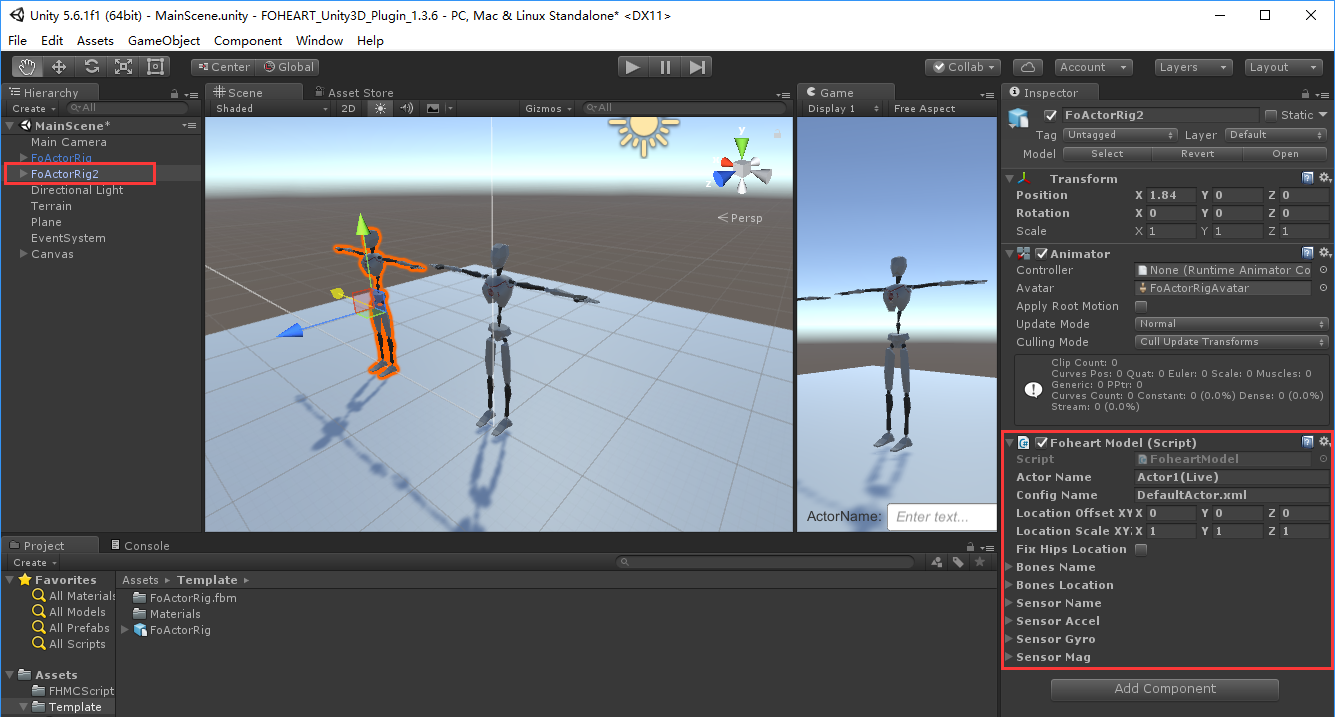 Unity 5.6.1f1 (64bit) - MainScene.unity - FOHEART_Unity3D_Plugin_1.3.6 - PC, Mac & Linux Standalone* <DX11>
File Edit Assets GameObject Component Window Help
Center Global Collab Account Layers Layout
Hierarchy
Create All
MainScene*
Main Camera
FoActorRig
FoActorRig2
Directional Light
Terrain
Plane
EventSystem
Canvas
Scene Asset Store
Shaded 2D Gizmos All
y
z
Persp
Game
Display 1 Free Aspect
ActorName: Enter text...
Inspector
FoActorRig2 Static
Tag Untagged Layer Default
Model Select Revert Open
Transform
Position X 1.84 Y 0 Z 0
Rotation X 0 Y 0 Z 0
Scale X 1 Y 1 Z 1
Animator
Controller None (Runtime Animator Co
Avatar FoActorRigAvatar
Apply Root Motion
Update Mode Normal
Culling Mode Cull Update Transforms
Clip Count: 0
Curves Pos: 0 Quat: 0 Euler: 0 Scale: 0 Muscles: 0
Generic: 0 PPtr: 0
Curves Count: 0 Constant: 0 (0.0%) Dense: 0 (0.0%)
Stream: 0 (0.0%)
Foheart Model (Script)
Script FoheartModel
Actor Name Actor1(Live)
Config Name DefaultActor.xml
Location Offset XY X 0 Y 0 Z 0
Location Scale XY X 1 Y 1 Z 1
Fix Hips Location
Bones Name
Bones Location
Sensor Name
Sensor Accel
Sensor Gyro
Sensor Mag
Add Component
Project Console
Create
Favorites
All Materials
All Models
All Prefabs
All Scripts
Assets
FHMCScript
Template
Assets Template
FoActorRig.fbm
Materials
FoActorRig